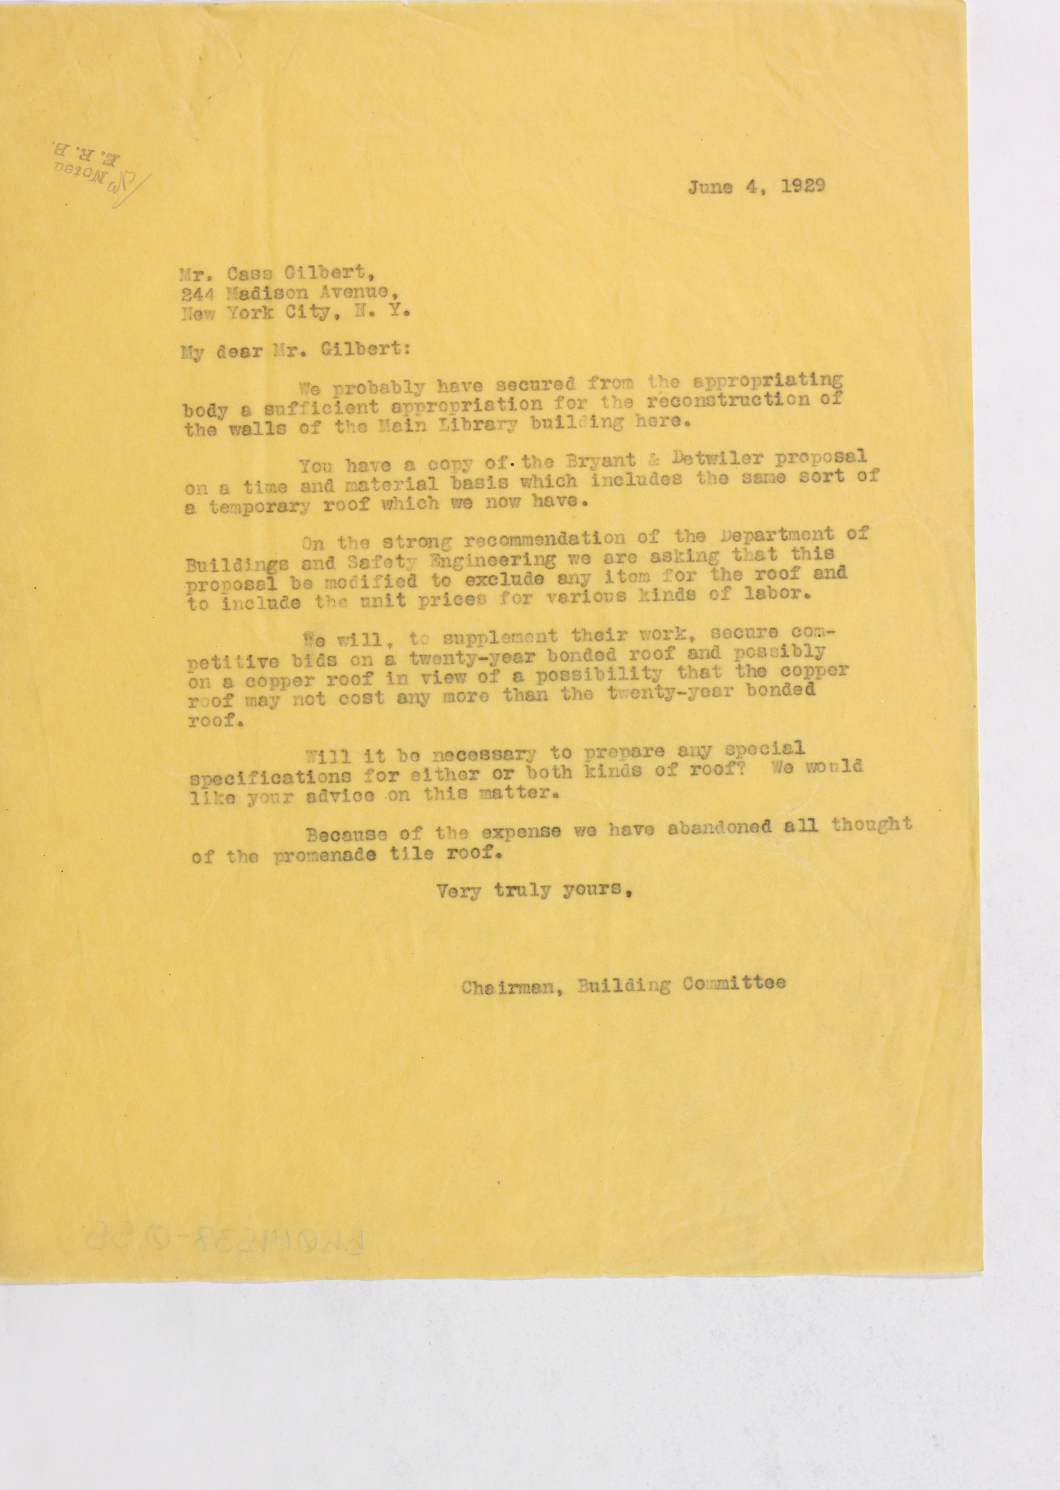 Noted
E. R. B.
June 4, 1929
Mr. Cass Gilbert,
244 Madison Avenue,
New York City, N. Y.
My dear Mr. Gilbert:
We probably have secured from the appropriating
body a sufficient appropriation for the reconstruction of
the walls of the Main Library building here.
You have a copy of the Bryant & Detwiler proposal
on a time and material basis which includes the same sort of
a temporary roof which we now have.
On the strong recommendation of the Department of
Buildings and Safety Engineering we are asking that this
proposal be modified to exclude any item for the roof and
to include the unit prices for various kinds of labor.
We will, to supplement their work, secure com-
petitive bids on a twenty-year bonded roof and possibly
on a copper roof in view of a possibility that the copper
roof may not cost any more than the twenty-year bonded
roof.
Will it be necessary to prepare any special
specifications for either or both kinds of roof? We would
like your advice on this matter.
Because of the expense we have abandoned all thought
of the promenade tile roof.
Very truly yours,
Chairman, Building Committee